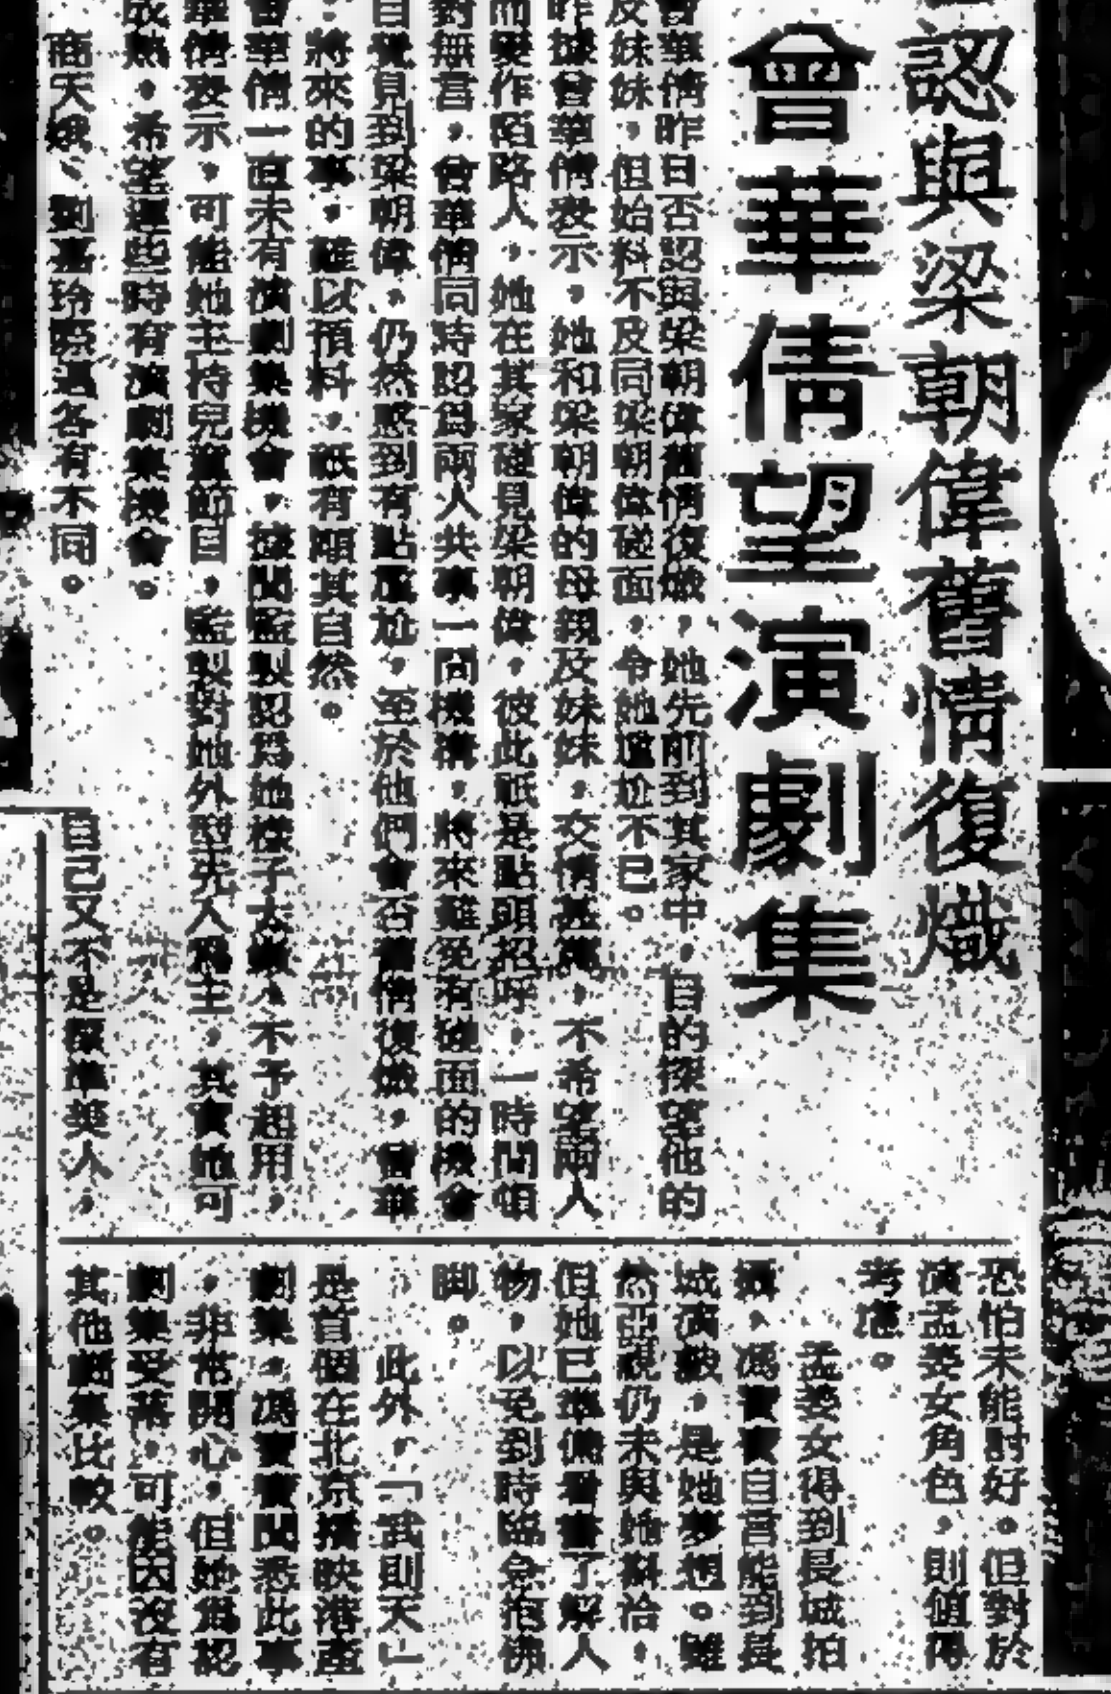 認與梁朝偉舊情復熾
曾華倩望演劇集
曾華倩昨日否認與梁朝偉舊情復熾，她先前到其家中，目的探望他的
反妹妹，但始料不及同梁朝偉碰面，令她尷尬不已。
昨據曾華倩表示，她和梁朝偉的母親及妹妹，交情甚篤，不希望兩人
而變作陌路人，她在其家碰見梁朝偉，彼此祇是點頭招呼，一時間頓
對無言，曾華倩同時認為兩人共事一間機構，將來難免有碰面的機會
自覺見到梁朝偉，仍然感到有點尷尬，至於他們會否舊情復熾，曾華
，將來的事，難以預料，祇有順其自然。
曾華倩一直未有演劇集機會，據聞監製認為她樣子太，不予起用，
華倩表示，可能她主持兒童節目，監製對她外型先入為主，其實她可
成熟，希望遲些時有演劇集機會。
商天娥、劉嘉玲際遇各有不同。
自己又不是標準美人，
恐怕未能討好。但對於
演孟姜女角色，則值得
考慮。
孟姜女得到長城拍
攝，馮寶寶自言能到長
城演戲，是她夢想。雖
然亞視仍未與她斟洽，
但她已準備看書了解人
物，以免到時臨急抱佛
脚。
此外，「武則天」
是首個在北京播映港產
劇集，馮寶寶聞悉此事
，非常開心，但她為認
劇集受落，可能因沒有
其他劇集比較。